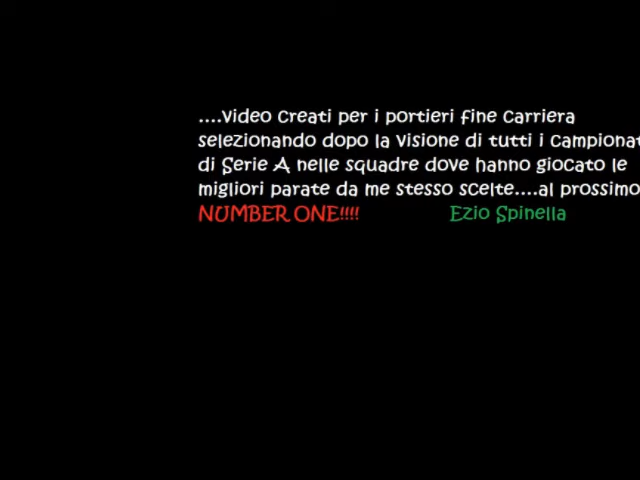 ....video creati per i portieri fine carriera
selezionando dopo la visione di tutti i campionat
di Serie A nelle squadre dove hanno giocato le
migliori parate da me stesso scelte....al prossimo
NUMBER ONE!!!! Ezio Spinella